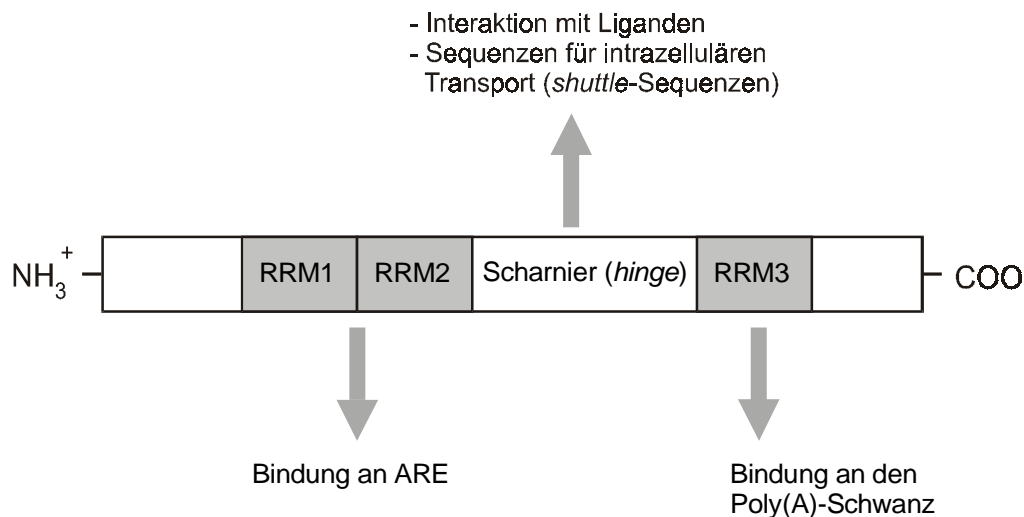 - Interaktion mit Liganden
- Sequenzen für intrazellulären
Transport (shuttle-Sequenzen)
NH3+
RRM1
RRM2
Scharnier (hinge)
RRM3
COO
Bindung an ARE
Bindung an den
Poly(A)-Schwanz